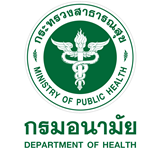 กระทรวงสาธารณสุข
MINISTRY OF PUBLIC HEALTH
กรมอนามัย
DEPARTMENT OF HEALTH